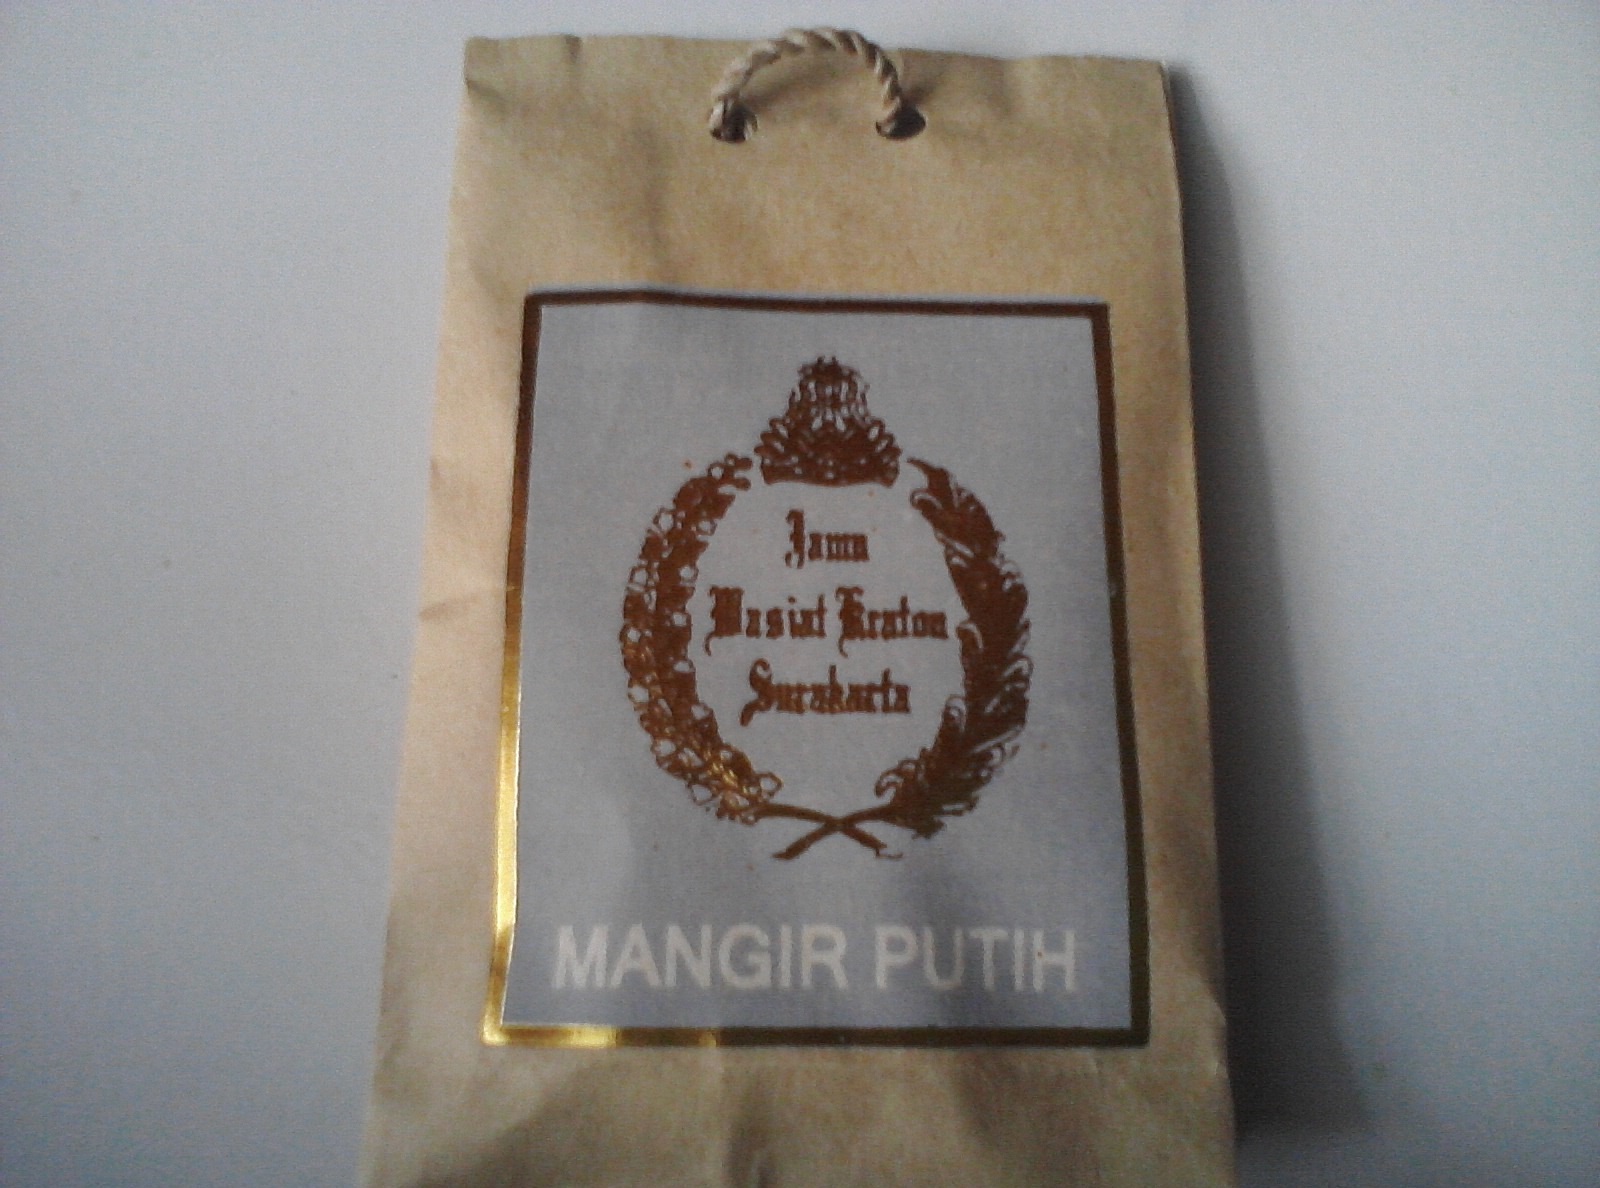 Jamu
Wasiat Kraton
Surakarta
MANGIR PUTIH